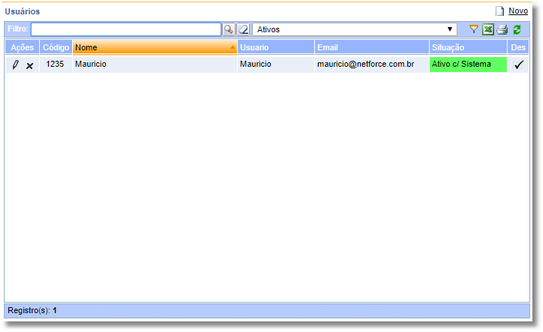 Usuários Novo
Filtro: Ativos
Ações Código Nome Usuario Email Situação Des
1235 Mauricio Mauricio mauricio@netforce.com.br Ativo c/ Sistema
Registro(s): 1